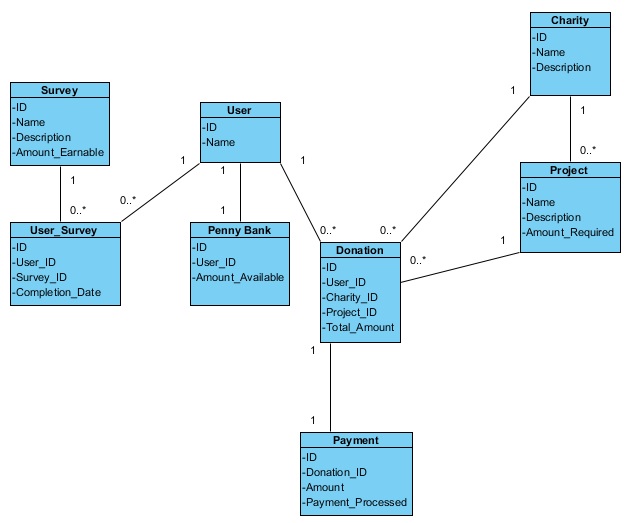 Charity
-ID
-Name
-Description
1
1
0..*
Survey
-ID
-Name
-Description
-Amount_Earnable
1
0..*
User
-ID
-Name
1
1
1
0..*
1
0..*
0..*
Project
-ID
-Name
-Description
-Amount_Required
1
0..*
User_Survey
-ID
-User_ID
-Survey_ID
-Completion_Date
Penny Bank
-ID
-User_ID
-Amount_Available
Donation
-ID
-User_ID
-Charity_ID
-Project_ID
-Total_Amount
1
1
Payment
-ID
-Donation_ID
-Amount
-Payment_Processed